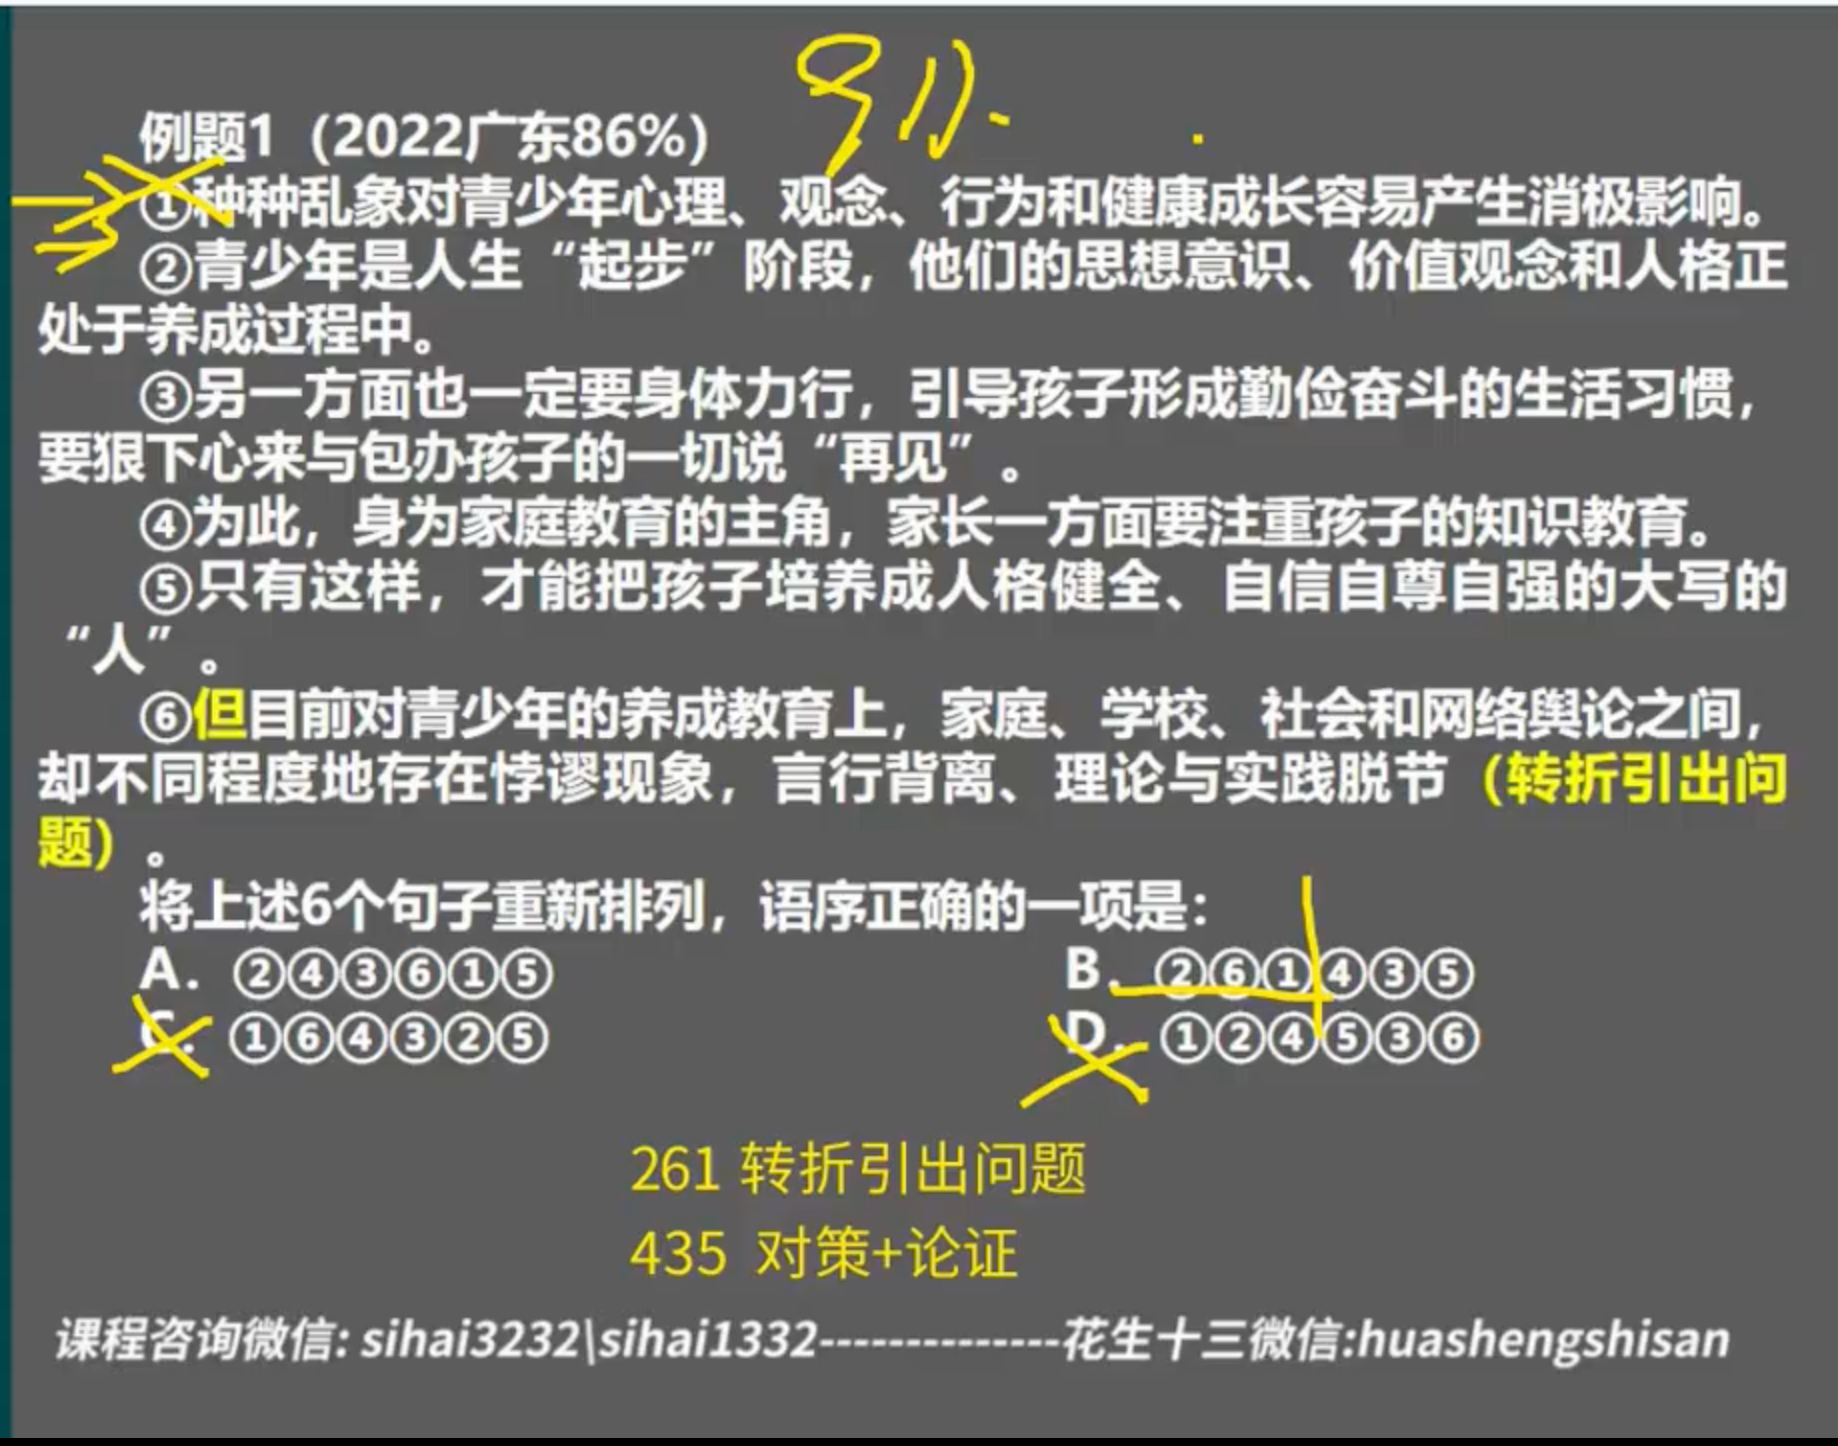 例题1（2022广东86%）
①种种乱象对青少年心理、观念、行为和健康成长容易产生消极影响。
②青少年是人生“起步”阶段，他们的思想意识、价值观念和人格正
处于养成过程中。
③另一方面也一定要身体力行，引导孩子形成勤俭奋斗的生活习惯，
要狠下心来与包办孩子的一切说“再见”。
④为此，身为家庭教育的主角，家长一方面要注重孩子的知识教育。
⑤只有这样，才能把孩子培养成人格健全、自信自尊自强的大写的
“人”。
⑥但目前对青少年的养成教育上，家庭、学校、社会和网络舆论之间，
却不同程度地存在悖谬现象，言行背离、理论与实践脱节（转折引出问
题）。
将上述6个句子重新排列，语序正确的一项是：
A. ②④③⑥①⑤
B. ②⑥①④③⑤
C. ①⑥④③②⑤
D. ①②④⑤③⑥
261 转折引出问题
435 对策+论证
课程咨询微信: sihai3232\sihai1332--------------花生十三微信:huashengshisan